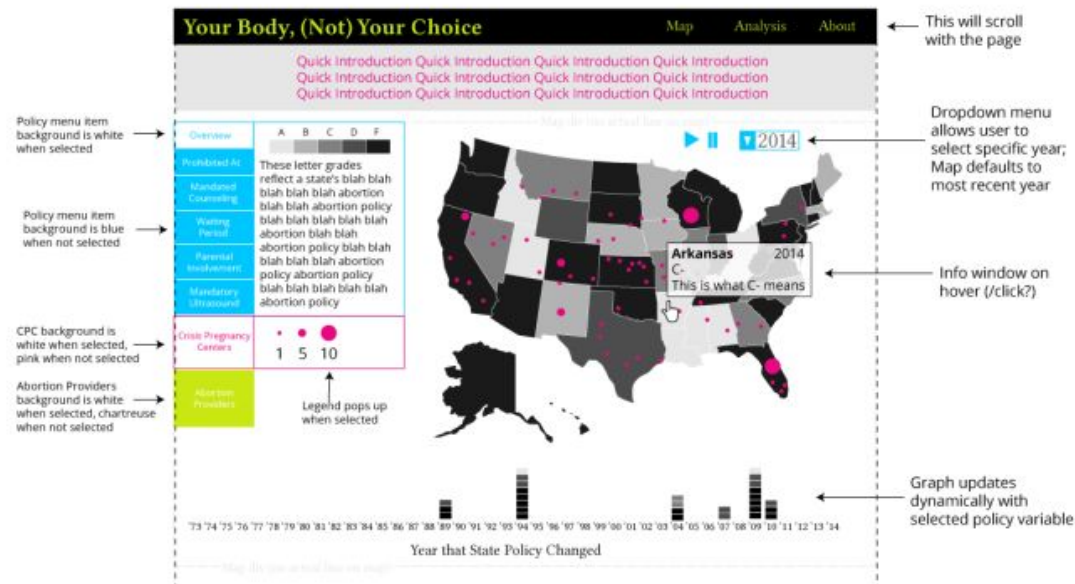 Your Body, (Not) Your Choice
Map Analysis About
This will scroll
with the page
Quick Introduction Quick Introduction Quick Introduction Quick Introduction
Quick Introduction Quick Introduction Quick Introduction Quick Introduction
Quick Introduction Quick Introduction Quick Introduction Quick Introduction
Policy menu item
background is white
when selected
Policy menu item
background is blue
when not selected
CPC background is
white when selected,
pink when not selected
Abortion Providers
background is white
when selected, chartreuse
when not selected
Overview
Prohibited At
Mandated
Counseling
Waiting
Period
Parental
Involvement
Mandatory
Ultrasound
Crisis Pregnancy
Centers
Abortion
Providers
A B C D F
These letter grades
reflect a state's blah blah
blah blah blah abortion
blah blah abortion policy
blah blah blah blah blah
abortion blah blah
abortion policy blah blah
blah blah blah abortion
policy abortion policy
blah blah blah blah blah
abortion policy
1 5 10
Legend pops up
when selected
2014
Dropdown menu
allows user to
select specific year;
Map defaults to
most recent year
Arkansas 2014
C-
This is what C- means
Info window on
hover (/click?)
Graph updates
dynamically with
selected policy variable
'73 '74 '75 '76 '77 '78 '79 '80 '81 '82 '83 '84 '85 '86 '87 '88 '89 '90 '91 '92 '93 '94 '95 '96 '97 '98 '99 '00 '01 '02 '03 '04 '05 '06 '07 '08 '09 '10 '11 '12 '13 '14
Year that State Policy Changed